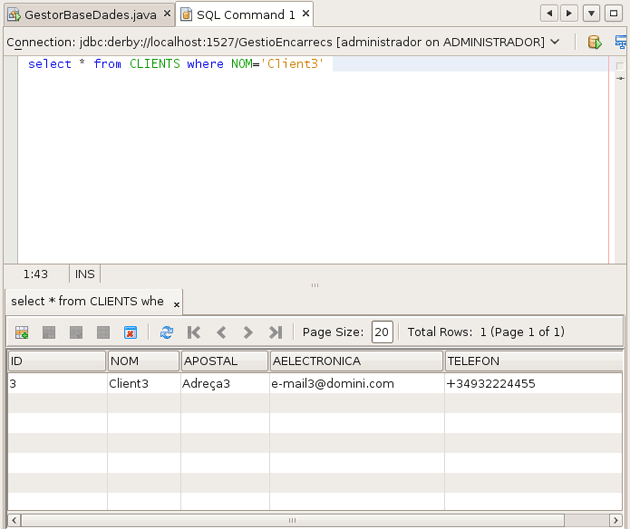 GestorBaseDades.java SQL Command 1
Connection: jdbc:derby://localhost:1527/GestioEncarrecs [administrador on ADMINISTRADOR]
select * from CLIENTS where NOM='Client3'
1:43 INS
select * from CLIENTS whe
Page Size: 20 Total Rows: 1 (Page 1 of 1)
ID NOM APOSTAL AELECTRONICA TELEFON
3 Client3 Adreça3 e-mail3@domini.com +34932224455